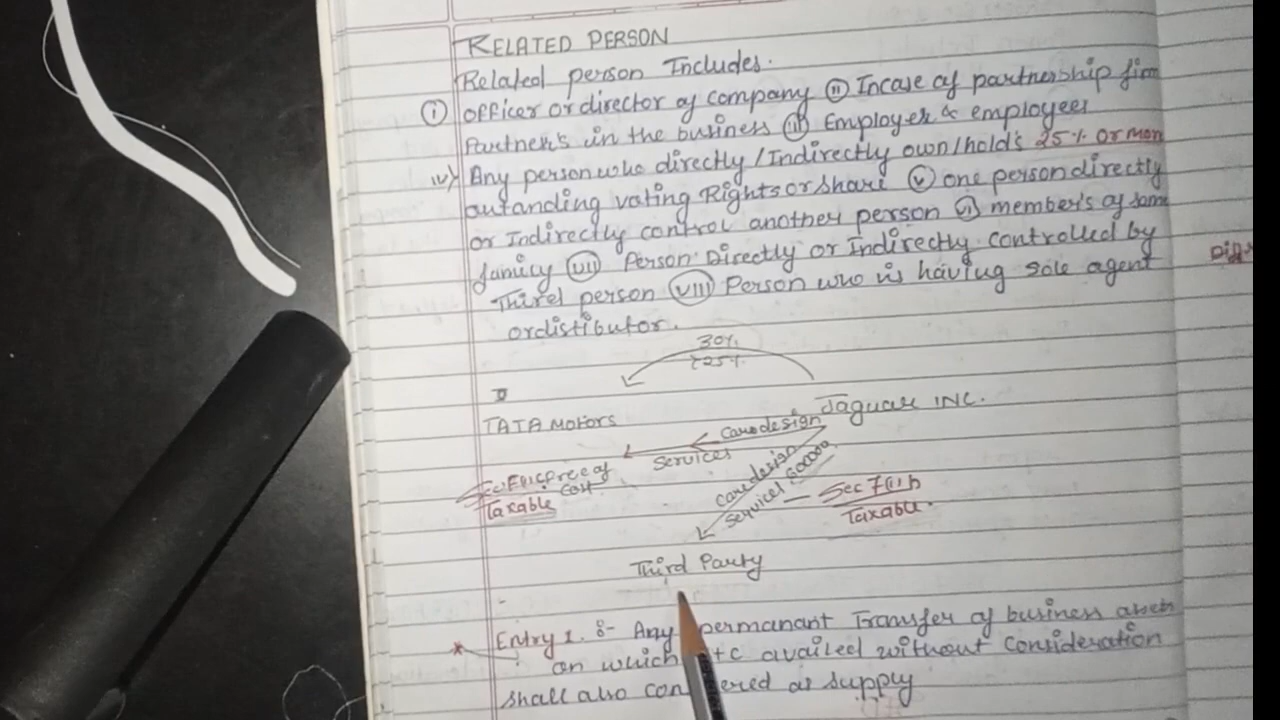 RELATED PERSON
Related person Includes.
(i) officer or director of company (ii) Incase of partnership firm
Partner's in the business (iii) Employer & employees
iv) Any person who directly/Indirectly own/hold's 25% or more
outanding voting Rights or share (v) one person directly
or Indirectly control another person (vi) member's of same
family (vii) Person Directly or Indirectly controlled by
Third person (viii) Person who is having sole agent
or distibutor.
Diff
30%
≥25%
TATA Motors
Jaguar INC.
Car design
Services
free of
Cost
Taxable
Car design
Services
60000
Sec 7(1)b
Taxable.
Third Party
* Entry 1 :- Any permanant Transfer of business assets
on which availed without Consideration
shall also as supply